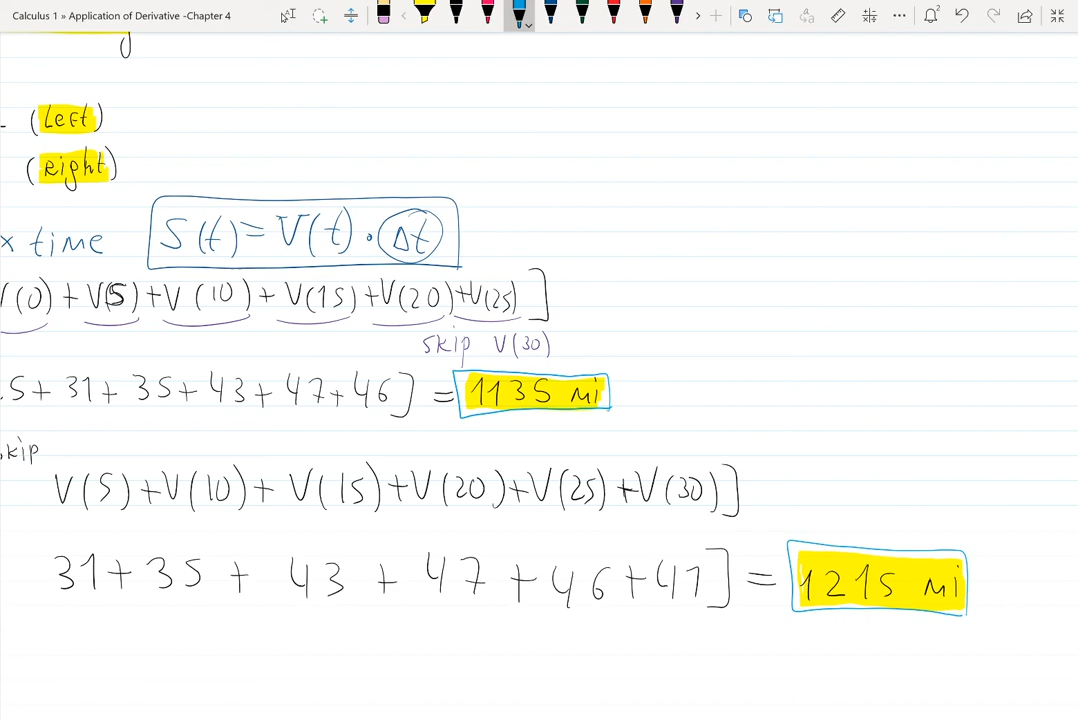 Calculus 1 » Application of Derivative -Chapter 4
- (Left)
(Right)
x time S(t) = V(t) · Δt
V(0) + V(5) + V(10) + V(15) + V(20) + V(25)]
skip V(30)
5 + 31 + 35 + 43 + 47 + 46] = 1135 mi
skip
V(5) + V(10) + V(15) + V(20) + V(25) + V(30)]
31 + 35 + 43 + 47 + 46 + 41] = 1215 mi